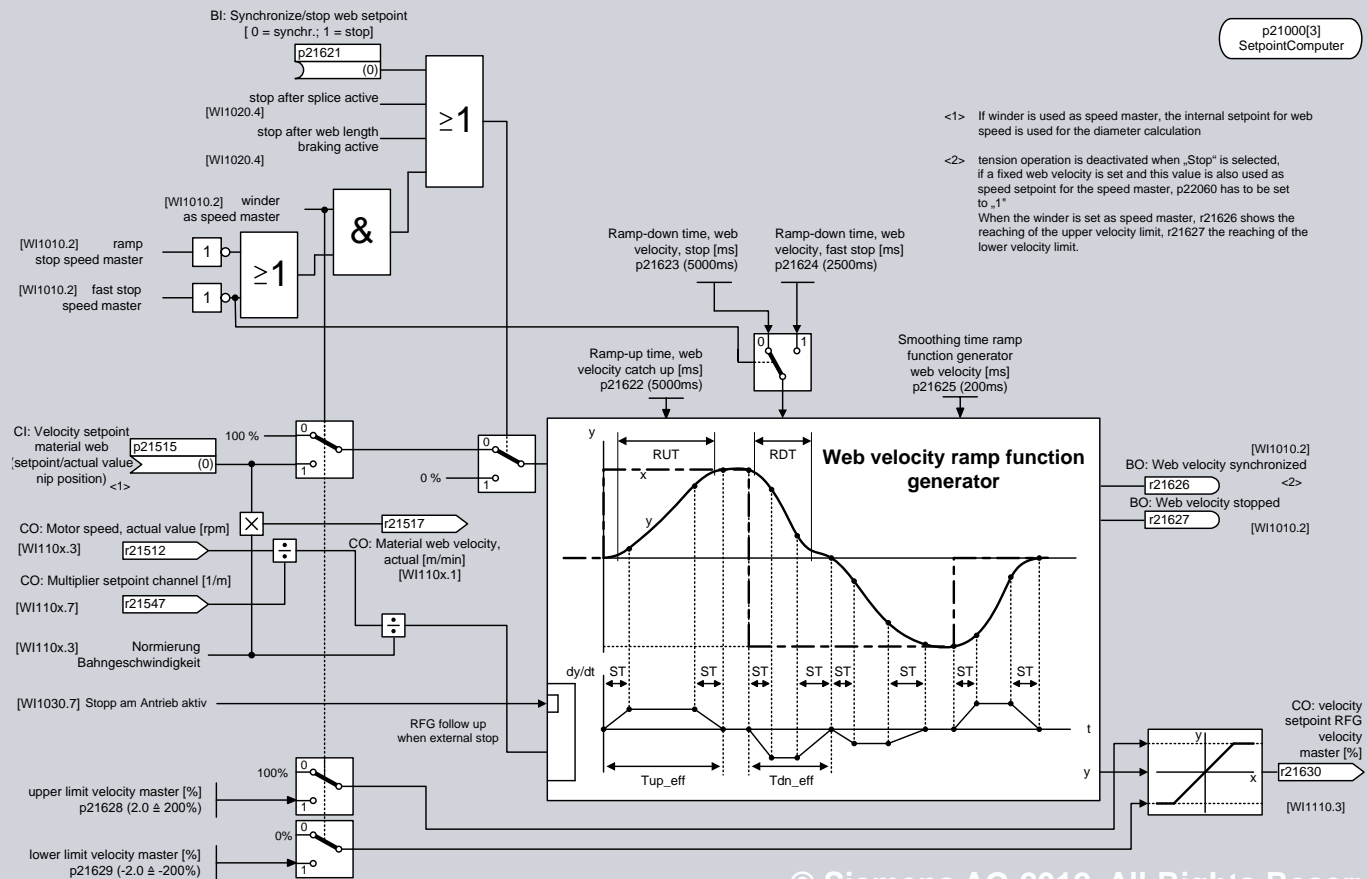 BI: Synchronize/stop web setpoint
[ 0 = synchr.; 1 = stop]
p21621
(0)
stop after splice active
[WI1020.4]
stop after web length
braking active
[WI1020.4]
≥1
p21000[3]
SetpointComputer
<1> If winder is used as speed master, the internal setpoint for web
speed is used for the diameter calculation
<2> tension operation is deactivated when „Stop“ is selected,
if a fixed web velocity is set and this value is also used as
speed setpoint for the speed master, p22060 has to be set
to „1"
When the winder is set as speed master, r21626 shows the
reaching of the upper velocity limit, r21627 the reaching of the
lower velocity limit.
[WI1010.2] winder
as speed master
&
[WI1010.2] ramp
stop speed master
1
≥1
[WI1010.2] fast stop
speed master
1
Ramp-down time, web
velocity, stop [ms]
p21623 (5000ms)
Ramp-down time, web
velocity, fast stop [ms]
p21624 (2500ms)
0 1
Ramp-up time, web
velocity catch up [ms]
p21622 (5000ms)
Smoothing time ramp
function generator
web velocity [ms]
p21625 (200ms)
CI: Velocity setpoint
material web
(setpoint/actual value
nip position) <1>
p21515
(0)
100 %
0
1
0 %
0
1
y
RUT
RDT
x
y
Web velocity ramp function
generator
[WI1010.2]
BO: Web velocity synchronized
r21626
<2>
BO: Web velocity stopped
r21627
[WI1010.2]
CO: Motor speed, actual value [rpm]
[WI110x.3]
r21512
÷
X
r21517
CO: Material web velocity,
actual [m/min]
[WI110x.1]
CO: Multiplier setpoint channel [1/m]
[WI110x.7]
r21547
÷
[WI110x.3] Normierung
Bahngeschwindigkeit
[WI1030.7] Stopp am Antrieb aktiv
RFG follow up
when external stop
dy/dt
ST ST ST ST ST ST ST ST
t
Tup_eff
Tdn_eff
y
y
x
CO: velocity
setpoint RFG
velocity
master [%]
r21630
[WI1110.3]
100%
0
1
upper limit velocity master [%]
p21628 (2.0 ≙ 200%)
0%
0
1
lower limit velocity master [%]
p21629 (-2.0 ≙ -200%)